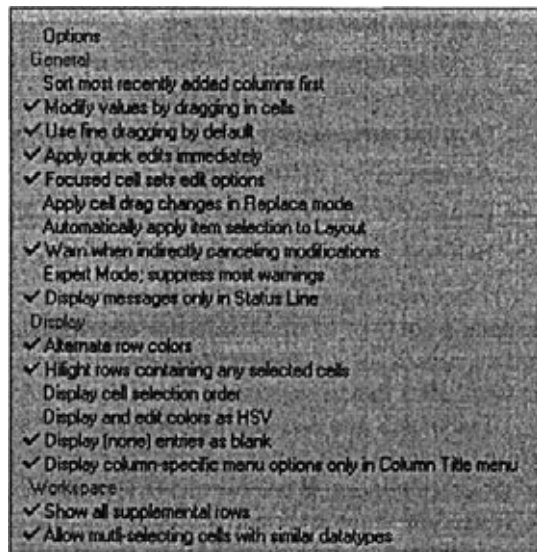 Options
General
Sort most recently added columns first
✓ Modify values by dragging in cells
✓ Use fine dragging by default
✓ Apply quick edits immediately
✓ Focused cell sets edit options
Apply cell drag changes in Replace mode
Automatically apply item selection to Layout
✓ Warn when indirectly canceling modifications
Expert Mode; suppress most warnings
✓ Display messages only in Status Line
Display
✓ Alternate row colors
✓ Hilight rows containing any selected cells
Display cell selection order
Display and edit colors as HSV
✓ Display (none) entries as blank
✓ Display column-specific menu options only in Column Title menu
Workspace
✓ Show all supplemental rows
✓ Allow mutli-selecting cells with similar datatypes